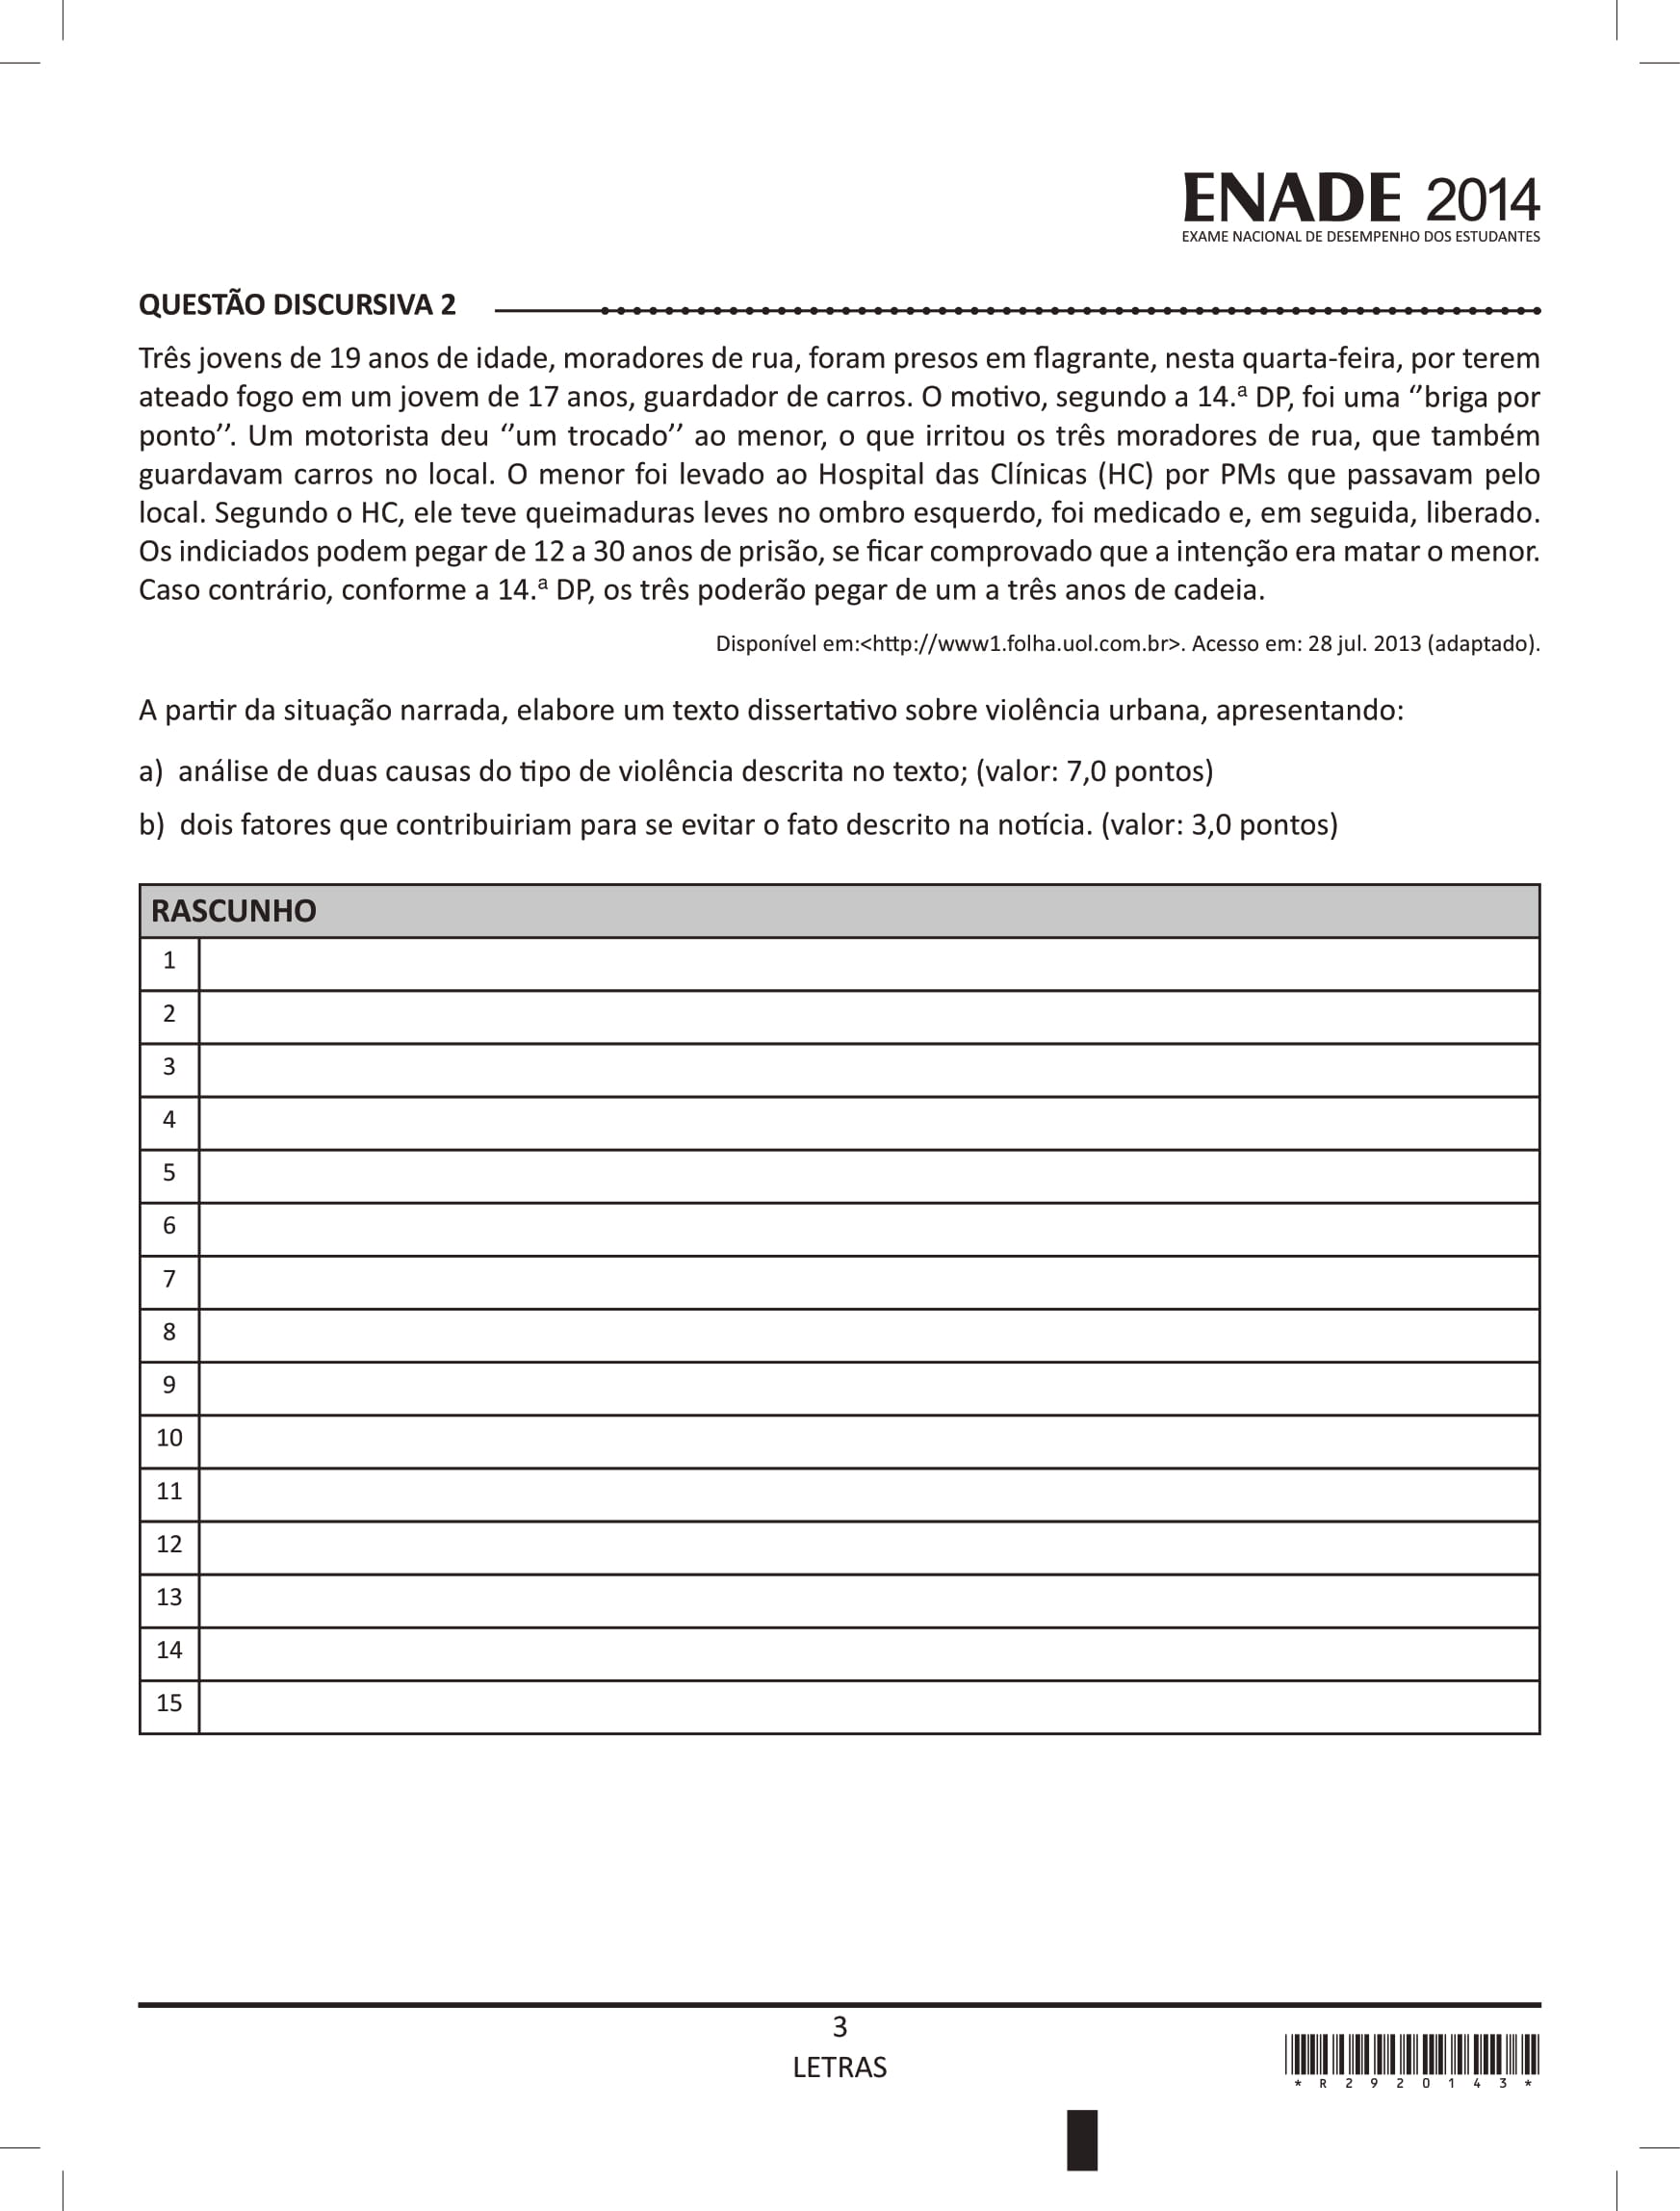 ENADE 2014
EXAME NACIONAL DE DESEMPENHO DOS ESTUDANTES
QUESTÃO DISCURSIVA 2
Três jovens de 19 anos de idade, moradores de rua, foram presos em flagrante, nesta quarta-feira, por terem
ateado fogo em um jovem de 17 anos, guardador de carros. O motivo, segundo a 14.ª DP, foi uma ‘’briga por
ponto’’. Um motorista deu ‘’um trocado’’ ao menor, o que irritou os três moradores de rua, que também
guardavam carros no local. O menor foi levado ao Hospital das Clínicas (HC) por PMs que passavam pelo
local. Segundo o HC, ele teve queimaduras leves no ombro esquerdo, foi medicado e, em seguida, liberado.
Os indiciados podem pegar de 12 a 30 anos de prisão, se ficar comprovado que a intenção era matar o menor.
Caso contrário, conforme a 14.ª DP, os três poderão pegar de um a três anos de cadeia.
Disponível em:<http://www1.folha.uol.com.br>. Acesso em: 28 jul. 2013 (adaptado).
A partir da situação narrada, elabore um texto dissertativo sobre violência urbana, apresentando:
a) análise de duas causas do tipo de violência descrita no texto; (valor: 7,0 pontos)
b) dois fatores que contribuiriam para se evitar o fato descrito na notícia. (valor: 3,0 pontos)
RASCUNHO
1
2
3
4
5
6
7
8
9
10
11
12
13
14
15
3
LETRAS
* R 2 9 2 0 1 4 3 *